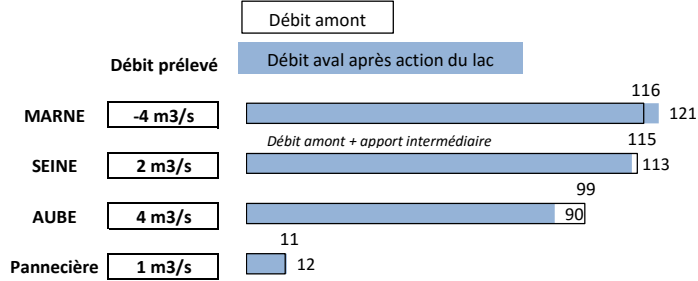 Débit amont
Débit prélevé
Débit aval après action du lac
116
MARNE
-4 m3/s
121
Débit amont + apport intermédiaire
115
SEINE
2 m3/s
113
99
AUBE
4 m3/s
90
11
Pannecière
1 m3/s
12